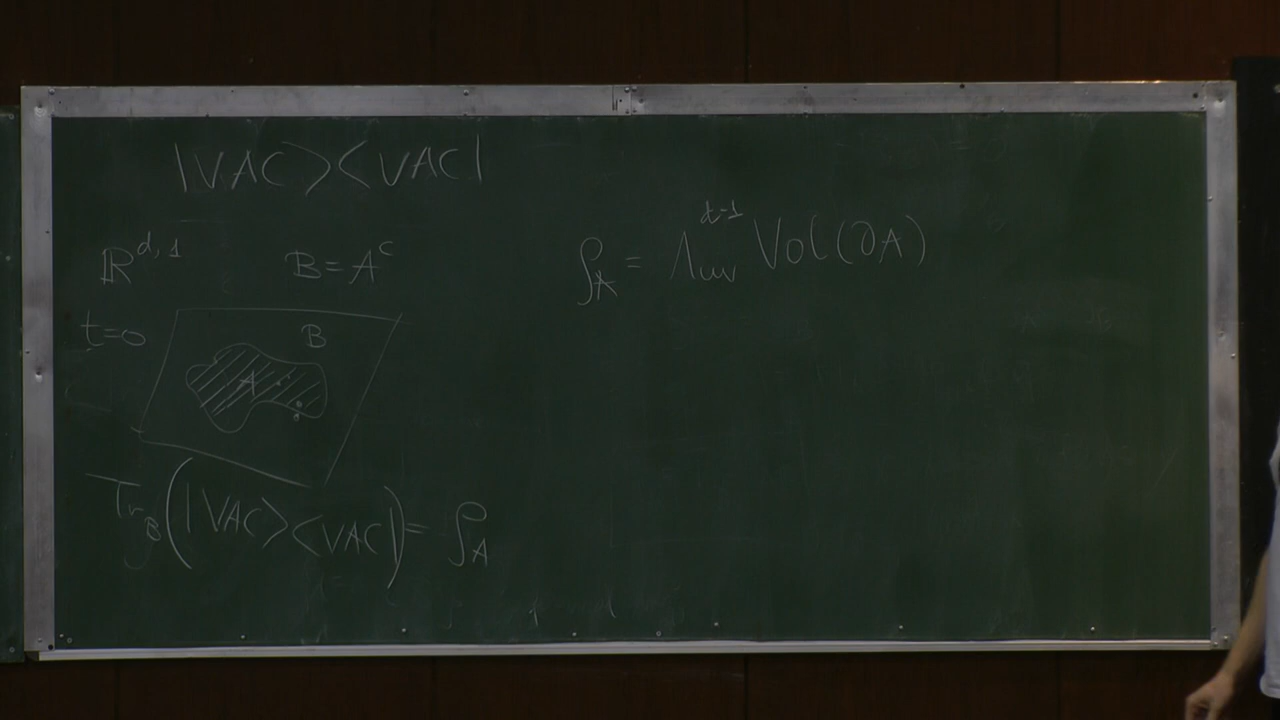 |VAC><VAC|
ℝ^{d,1} B=A^c
t=0
B
A
Tr_B(|VAC><VAC|) = ρ_A
ρ_A = Λ_{uv}^{d-1} Vol(∂A)